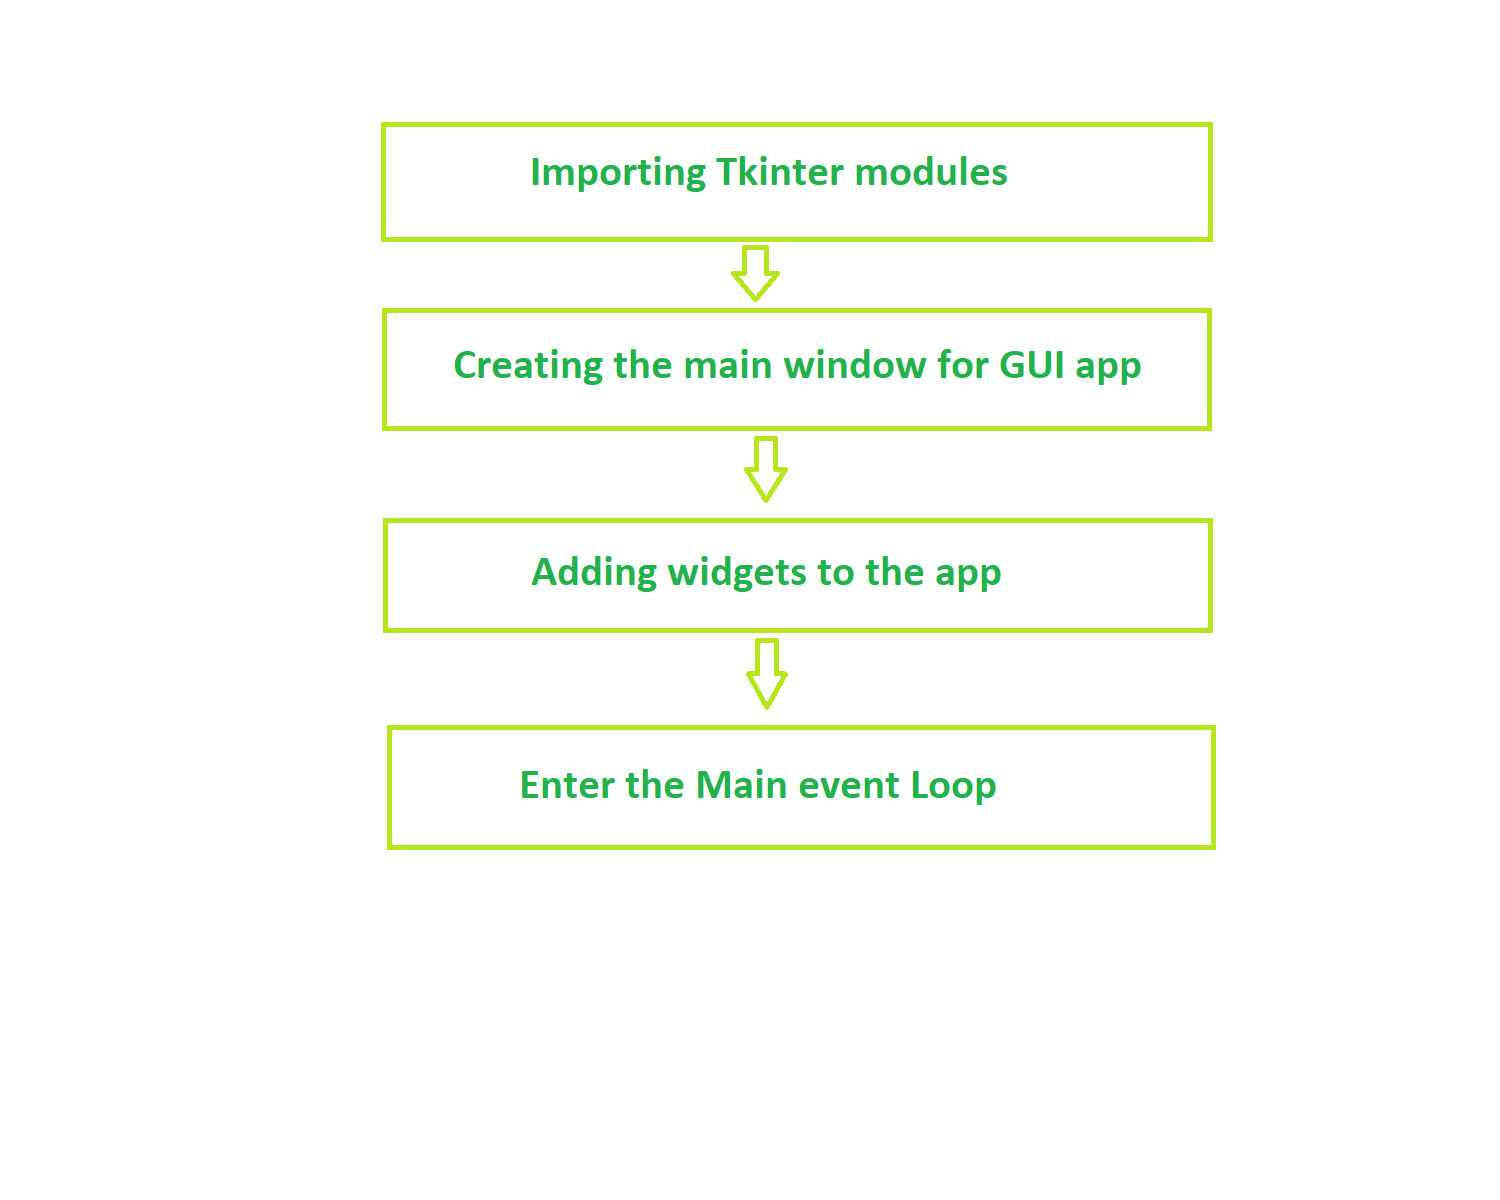 Importing Tkinter modules
Creating the main window for GUI app
Adding widgets to the app
Enter the Main event Loop